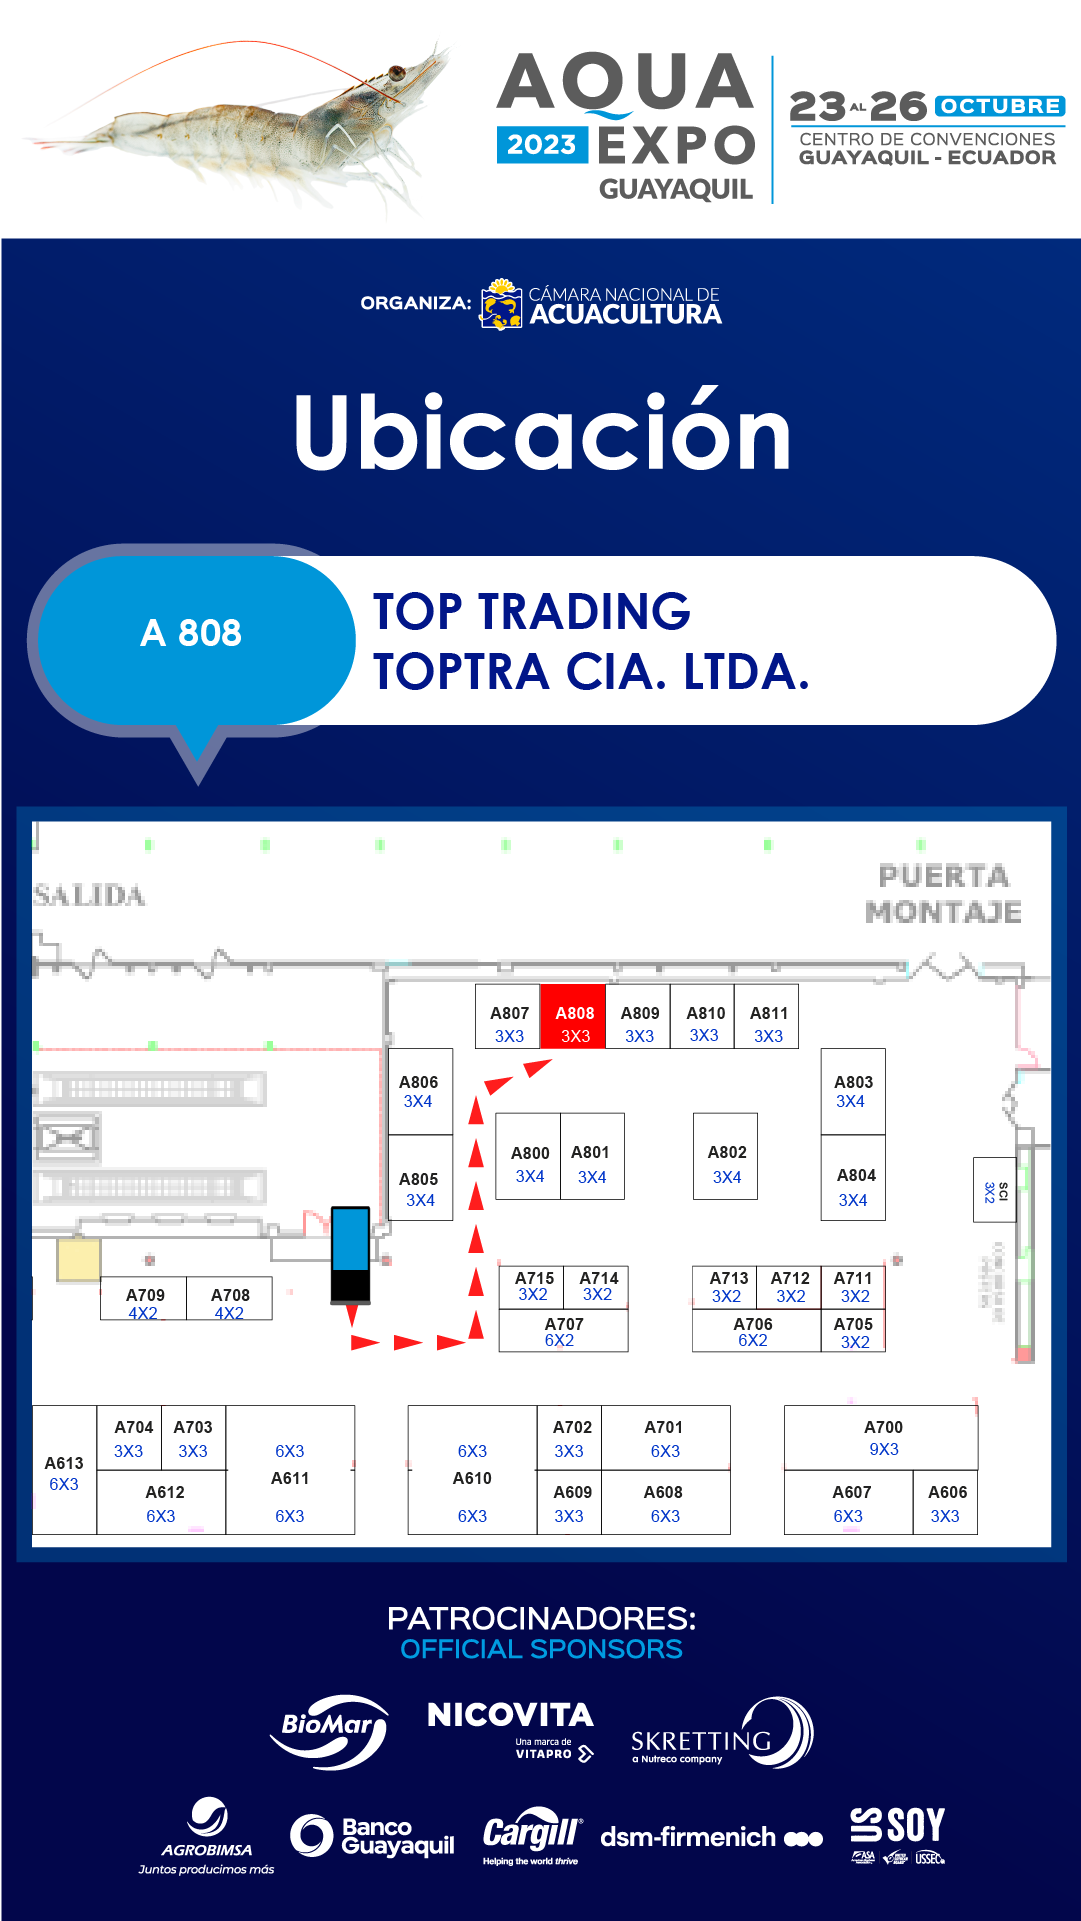 AQUA
2023 EXPO
GUAYAQUIL
23 AL 26 OCTUBRE
CENTRO DE CONVENCIONES
GUAYAQUIL - ECUADOR
ORGANIZA:
CÁMARA NACIONAL DE
ACUACULTURA
Ubicación
A 808
TOP TRADING
TOPTRA CIA. LTDA.
SALIDA
PUERTA
MONTAJE
A807 A808 A809 A810 A811
3X3 3X3 3X3 3X3 3X3
A806 A803
3X4 3X4
A800 A801 A802
3X4 3X4 3X4
A805 A804
3X4 3X4
SCI
3X2
A715 A714 A713 A712 A711
3X2 3X2 3X2 3X2 3X2
A709 A708
4X2 4X2
A707 A706 A705
6X2 6X2 3X2
A704 A703 A702 A701 A700
3X3 3X3 6X3 6X3 3X3 6X3 9X3
A613 A611 A610
6X3
A612 A609 A608 A607 A606
6X3 6X3 6X3 3X3 6X3 6X3 3X3
PATROCINADORES:
OFFICIAL SPONSORS
BioMar
NICOVITA
Una marca de
VITAPRO
SKRETTING
a Nutreco company
AGROBIMSA
Juntos producimos más
Banco
Guayaquil
Cargill®
Helping the world thrive
dsm-firmenich
US SOY
ASA
USSEC